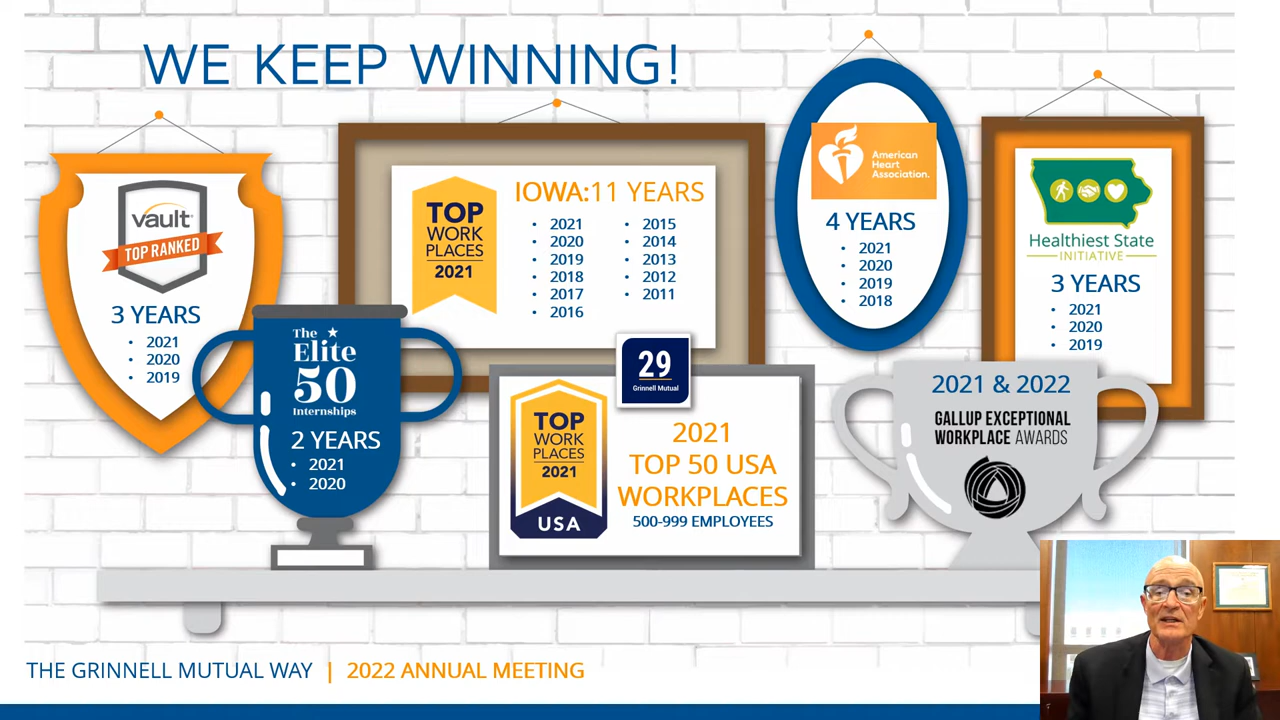 WE KEEP WINNING!
vault
TOP RANKED
3 YEARS
• 2021
• 2020
• 2019
The
Elite
50
Internships
2 YEARS
• 2021
• 2020
TOP
WORK
PLACES
2021
IOWA:11 YEARS
• 2021
• 2020
• 2019
• 2018
• 2017
• 2016
• 2015
• 2014
• 2013
• 2012
• 2011
29
Grinnell Mutual
TOP
WORK
PLACES
2021
USA
2021
TOP 50 USA
WORKPLACES
500-999 EMPLOYEES
American
Heart
Association.
4 YEARS
• 2021
• 2020
• 2019
• 2018
Healthiest State
INITIATIVE
3 YEARS
• 2021
• 2020
• 2019
2021 & 2022
GALLUP EXCEPTIONAL
WORKPLACE AWARDS
THE GRINNELL MUTUAL WAY | 2022 ANNUAL MEETING